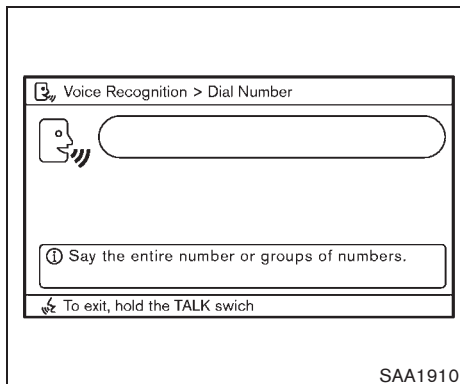 Voice Recognition > Dial Number
Say the entire number or groups of numbers.
To exit, hold the TALK swich
SAA1910